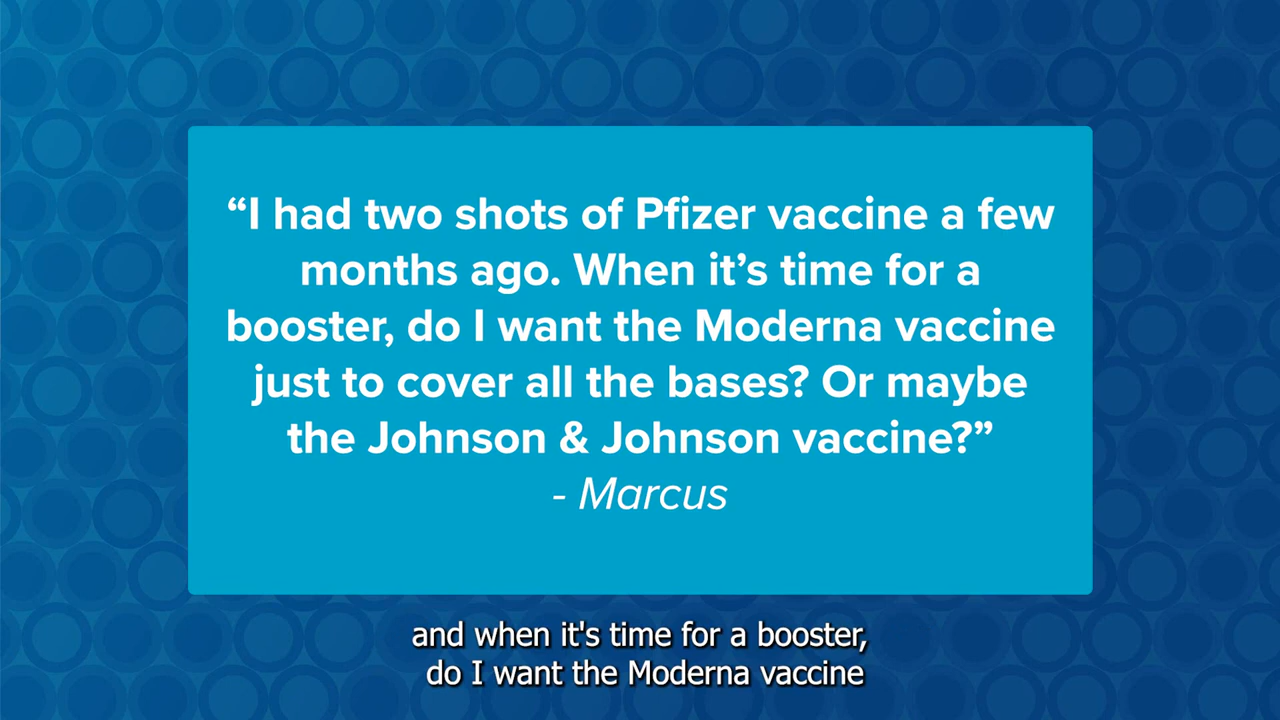 “I had two shots of Pfizer vaccine a few
months ago. When it’s time for a
booster, do I want the Moderna vaccine
just to cover all the bases? Or maybe
the Johnson & Johnson vaccine?”
- Marcus
and when it's time for a booster,
do I want the Moderna vaccine